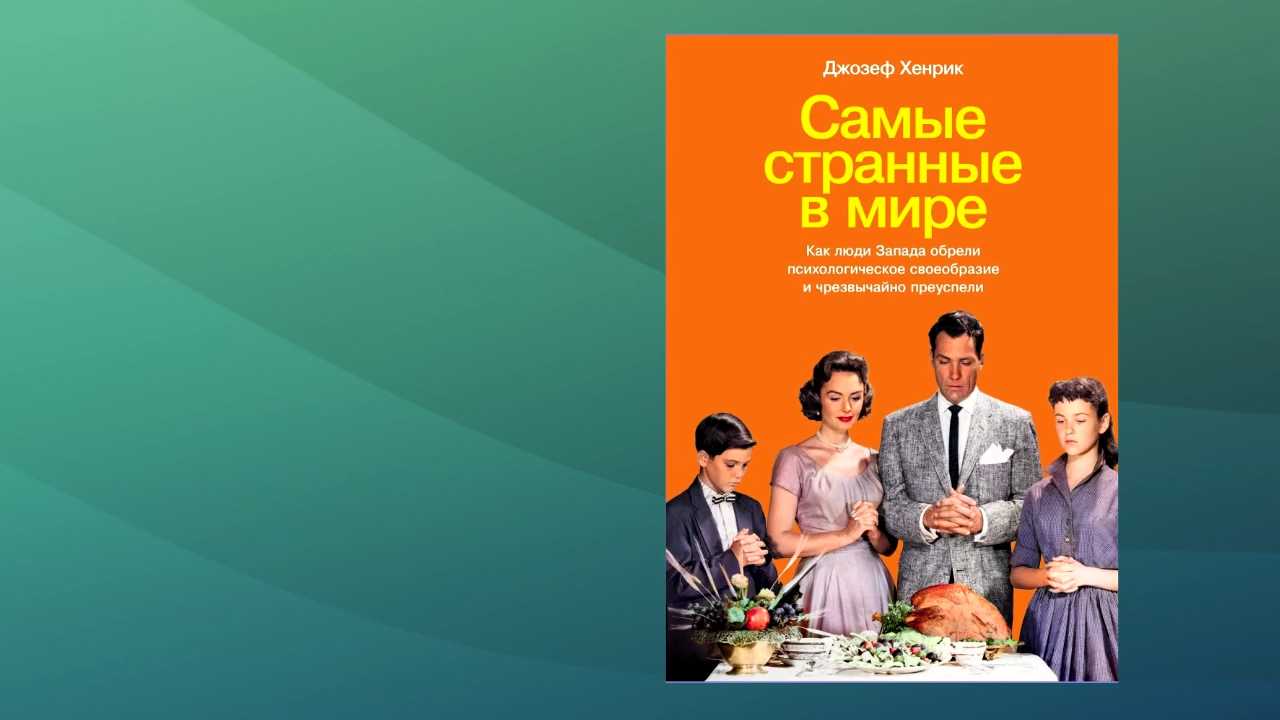 Джозеф Хенрик
Самые
странные
в мире
Как люди Запада обрели
психологическое своеобразие
и чрезвычайно преуспели